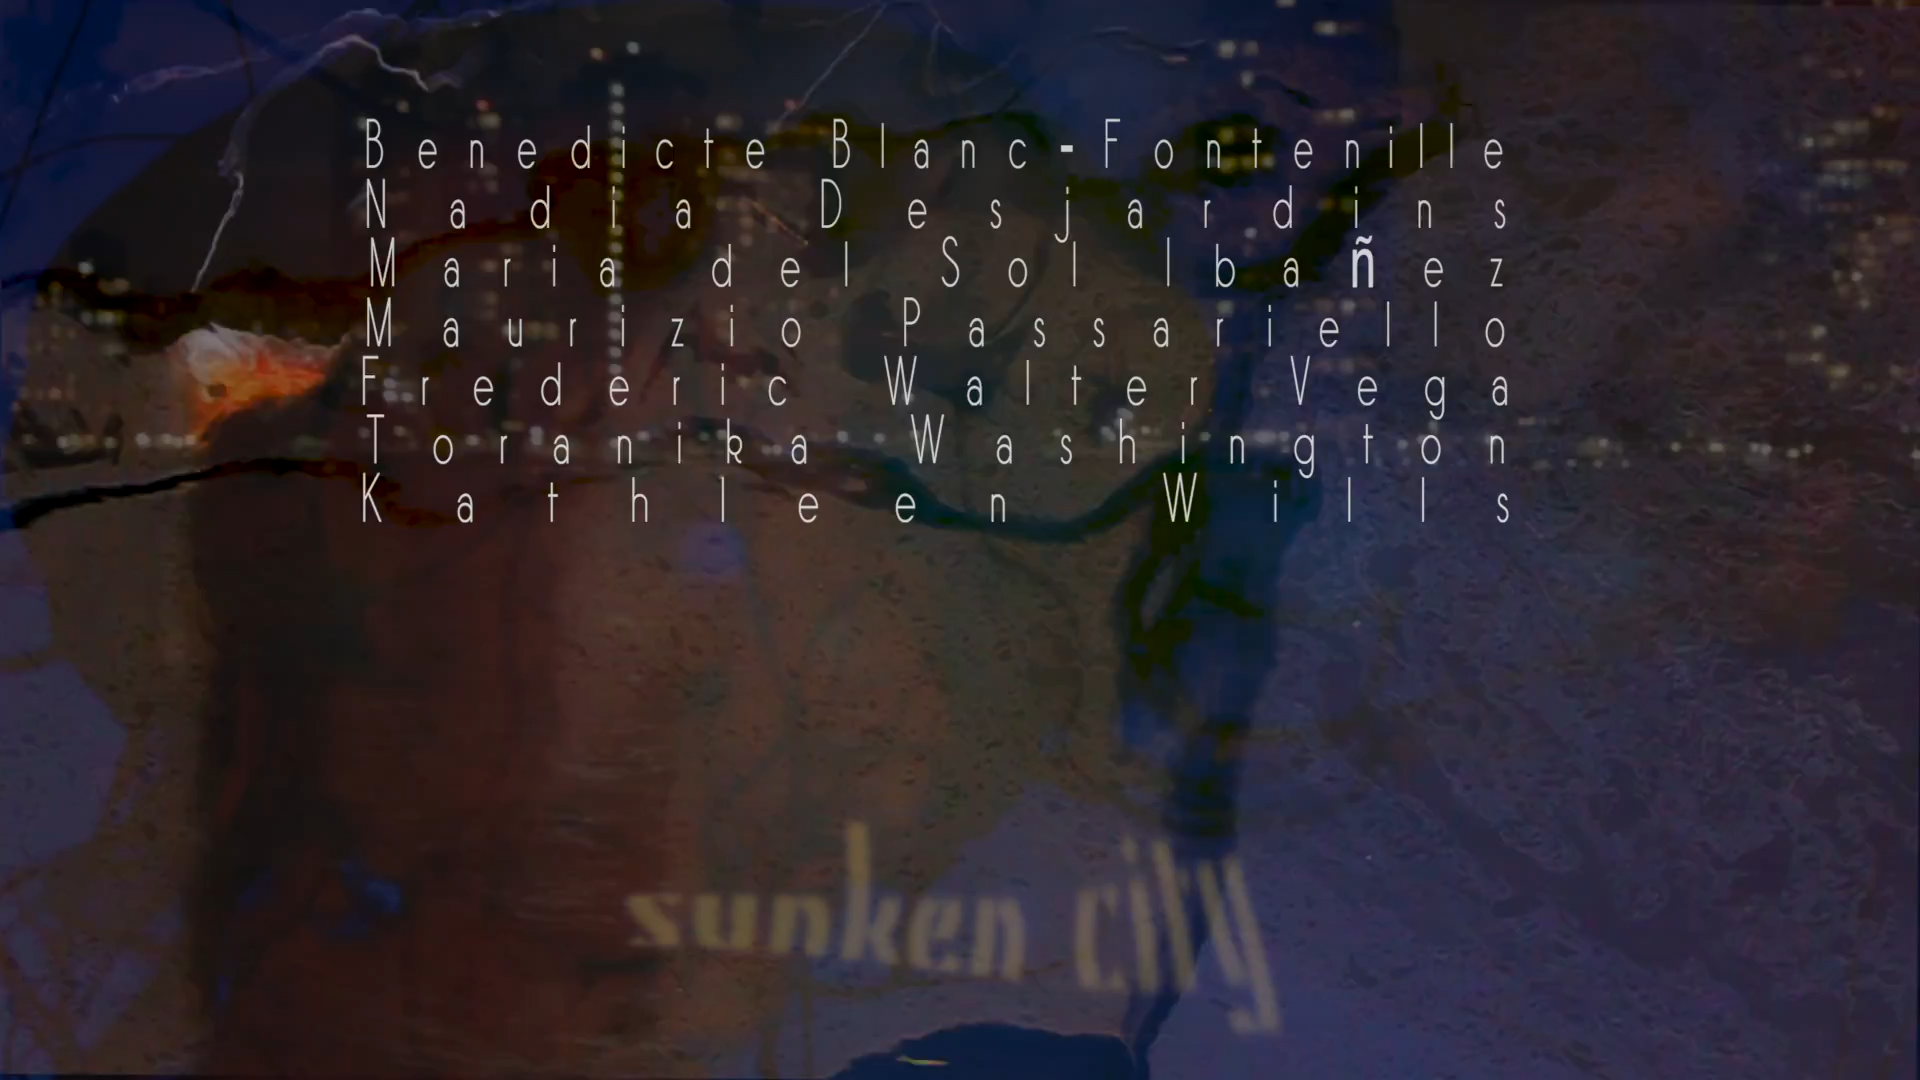 Benedicte Blanc-Fontenille
Nadia Desjardins
Maria del Sol Ibañez
Maurizio Passariello
Frederic Walter Vega
Toranika Washington
Kathleen Wills
sunken city